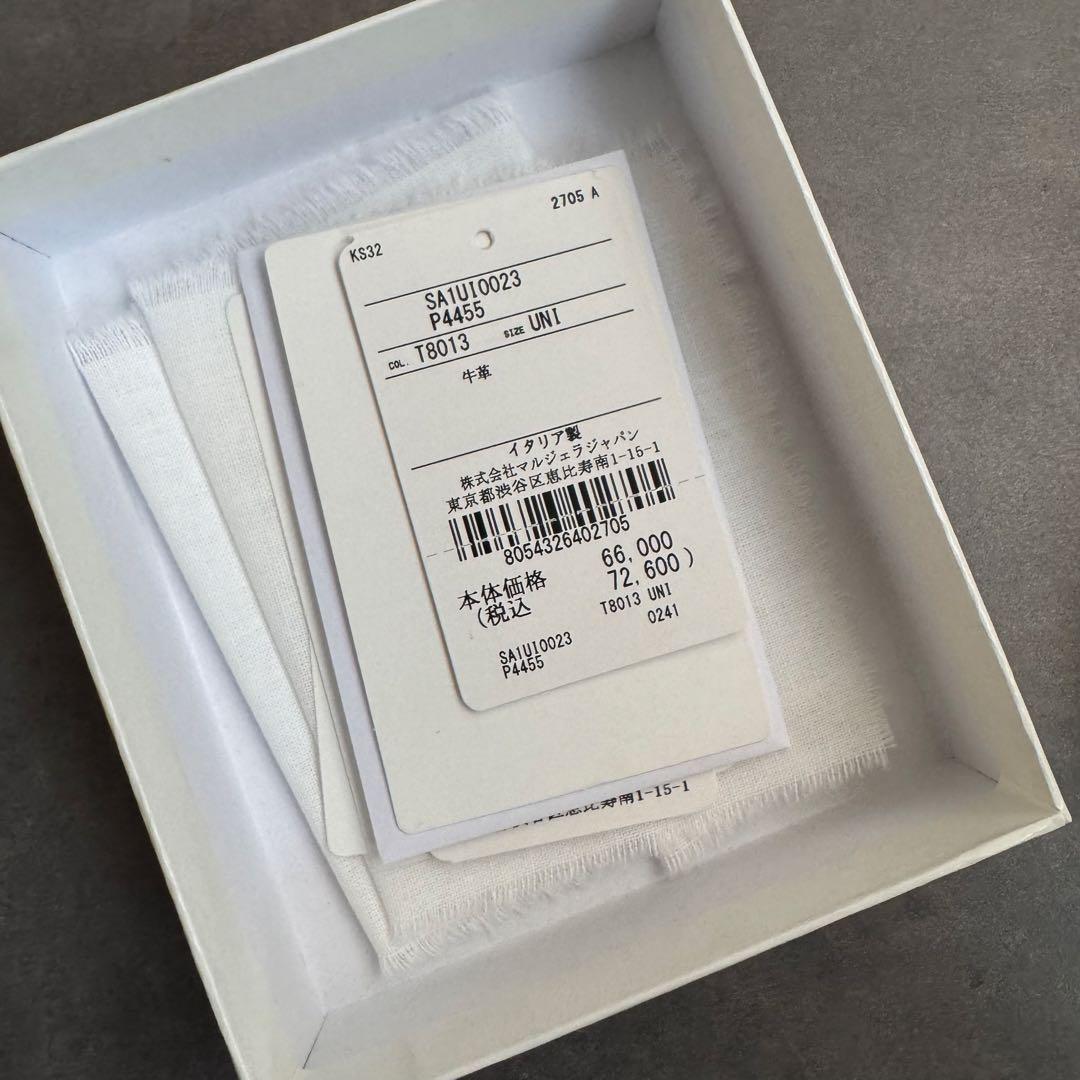 KS32 2705 A
SA1UI0023
P4455
COL. T8013 SIZE UNI
牛革
イタリア製
株式会社マルジェラジャパン
東京都渋谷区恵比寿南1-15-1
8054326402705
本体価格 66,000
(税込 72,600)
T8013 UNI
0241
SA1UI0023
P4455
区恵比寿南1-15-1